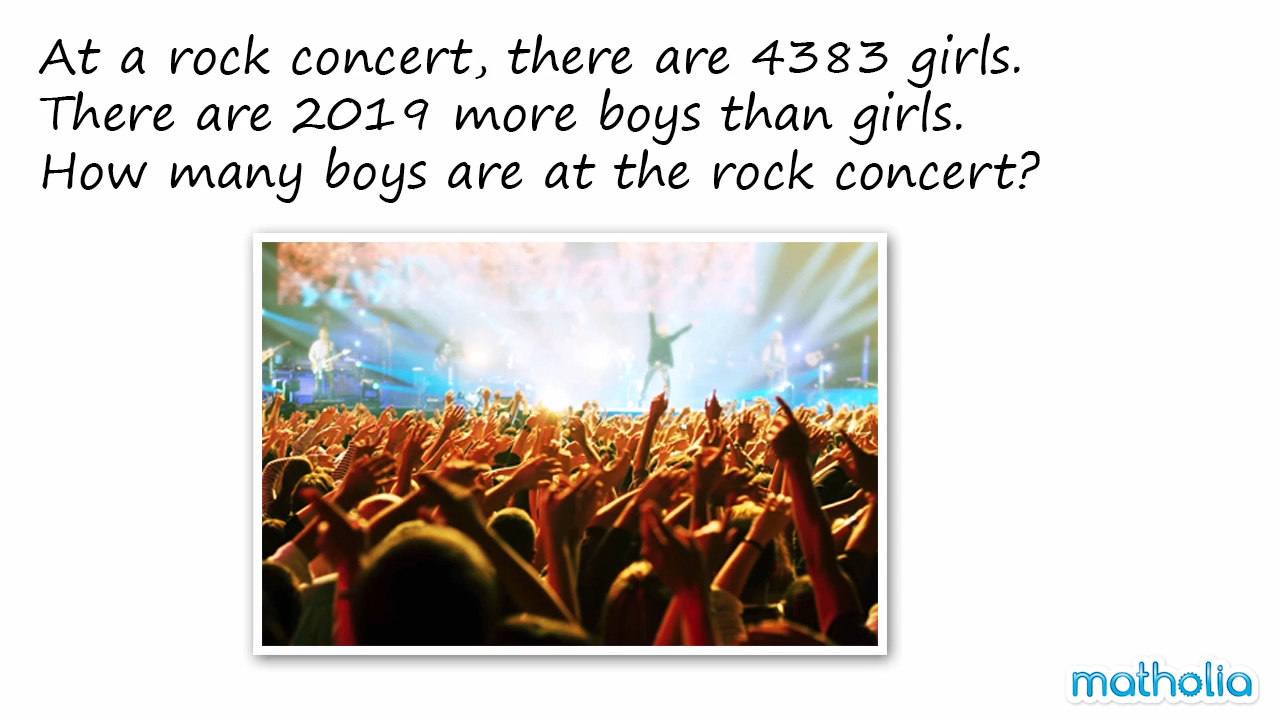 At a rock concert, there are 4383 girls.
There are 2019 more boys than girls.
How many boys are at the rock concert?
matholia